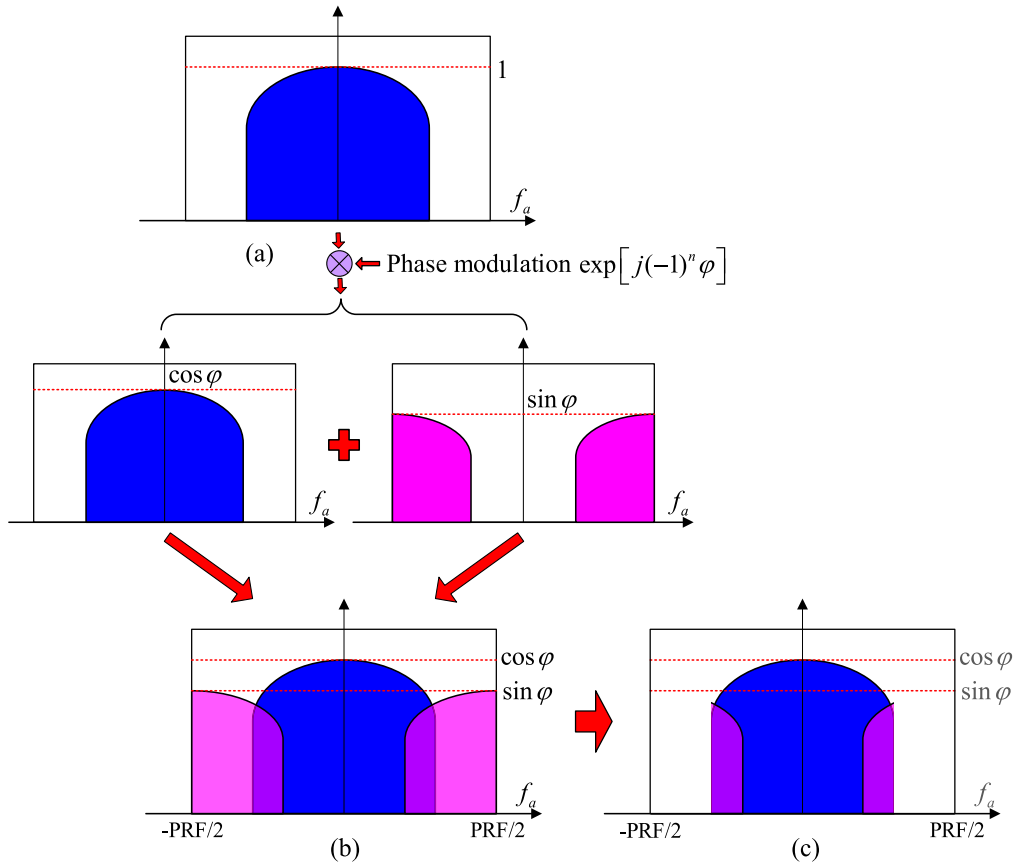 1
f_a
(a)
Phase modulation exp[j(-1)^n φ]
cos φ
f_a
sin φ
f_a
cos φ
sin φ
f_a
-PRF/2
PRF/2
(b)
cos φ
sin φ
f_a
-PRF/2
PRF/2
(c)